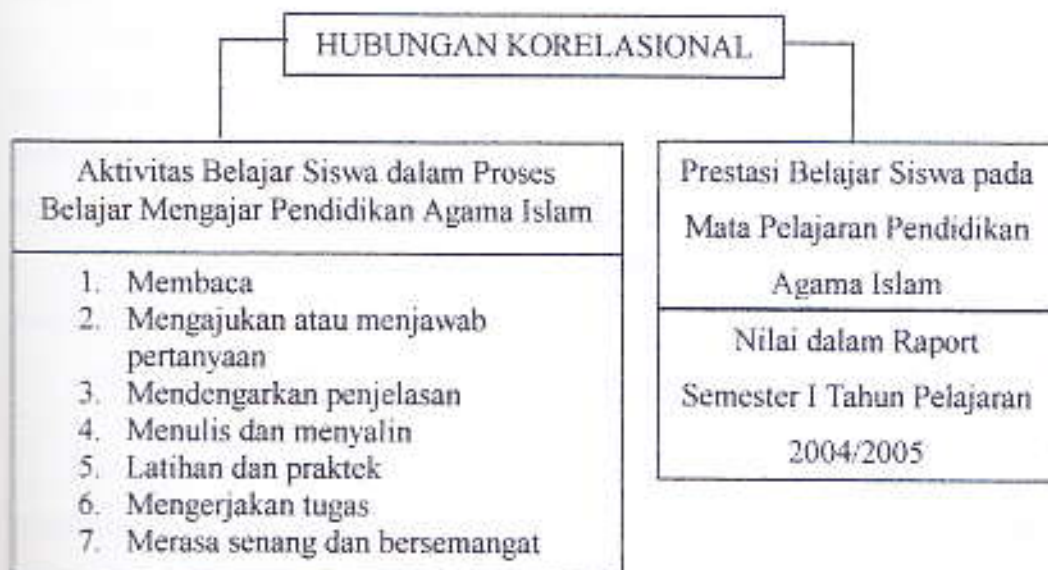 HUBUNGAN KORELASIONAL
Aktivitas Belajar Siswa dalam Proses
Belajar Mengajar Pendidikan Agama Islam
1. Membaca
2. Mengajukan atau menjawab
pertanyaan
3. Mendengarkan penjelasan
4. Menulis dan menyalin
5. Latihan dan praktek
6. Mengerjakan tugas
7. Merasa senang dan bersemangat
Prestasi Belajar Siswa pada
Mata Pelajaran Pendidikan
Agama Islam
Nilai dalam Raport
Semester I Tahun Pelajaran
2004/2005